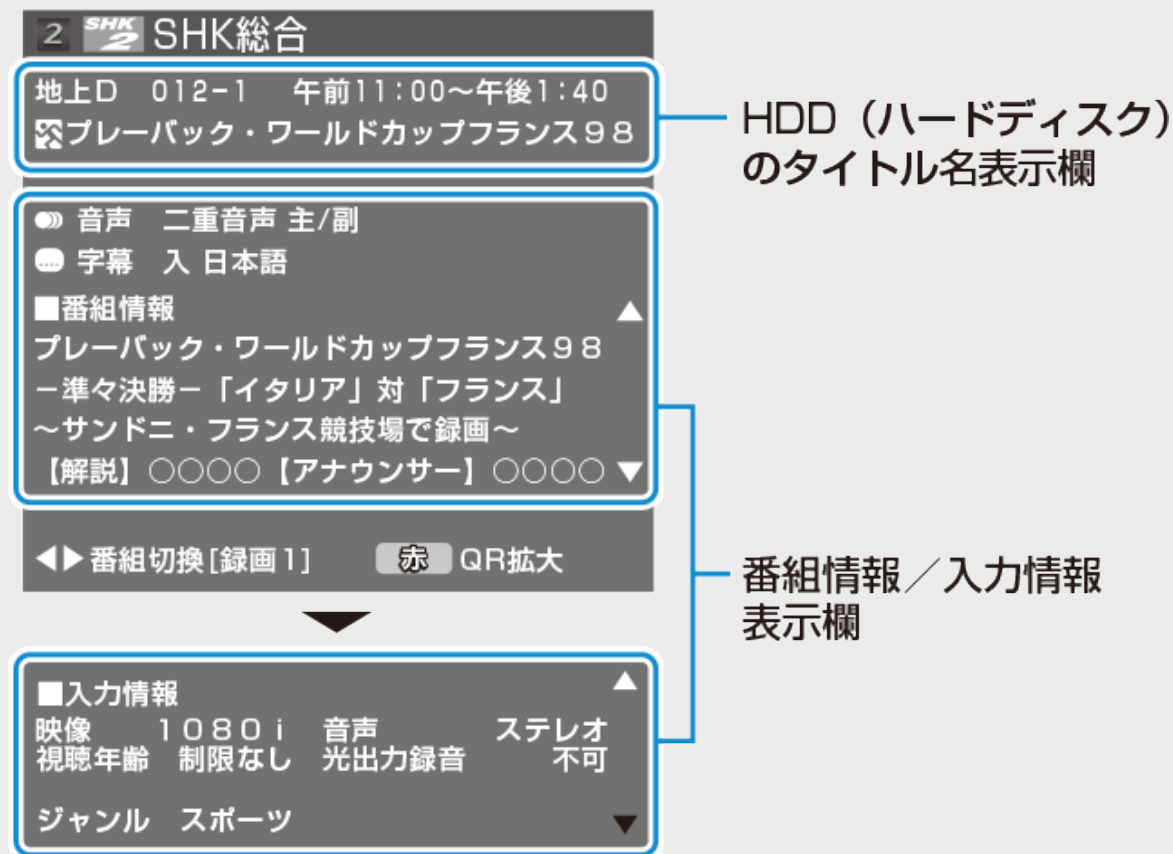 2 SHK2 SHK総合
地上D 012-1 午前11:00〜午後1:40
プレーバック・ワールドカップフランス98
HDD（ハードディスク）
のタイトル名表示欄
音声 二重音声 主/副
字幕 入 日本語
■番組情報 ▲
プレーバック・ワールドカップフランス98
－準々決勝－「イタリア」対「フランス」
〜サンドニ・フランス競技場で録画〜
【解説】○○○○【アナウンサー】○○○○ ▼
◀▶番組切換[録画1] 赤 QR拡大
番組情報／入力情報
表示欄
■入力情報 ▲
映像 1080i 音声 ステレオ
視聴年齢 制限なし 光出力録音 不可
ジャンル スポーツ ▼